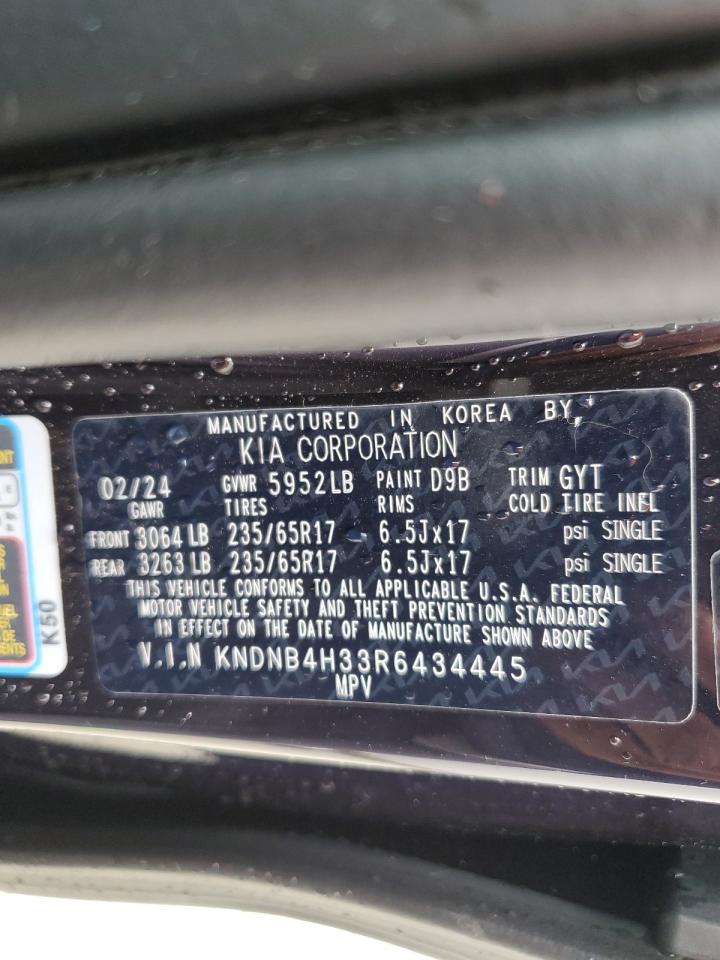 MANUFACTURED IN KOREA BY
KIA CORPORATION
02/24 GVWR 5952LB PAINT D9B TRIM GYT
GAWR TIRES RIMS COLD TIRE INFL
FRONT 3064 LB 235/65R17 6.5Jx17 psi SINGLE
REAR 3263 LB 235/65R17 6.5Jx17 psi SINGLE
THIS VEHICLE CONFORMS TO ALL APPLICABLE U.S.A. FEDERAL
MOTOR VEHICLE SAFETY AND THEFT PREVENTION STANDARDS
IN EFFECT ON THE DATE OF MANUFACTURE SHOWN ABOVE
V.I.N KNDNB4H33R6434445
MPV
K50